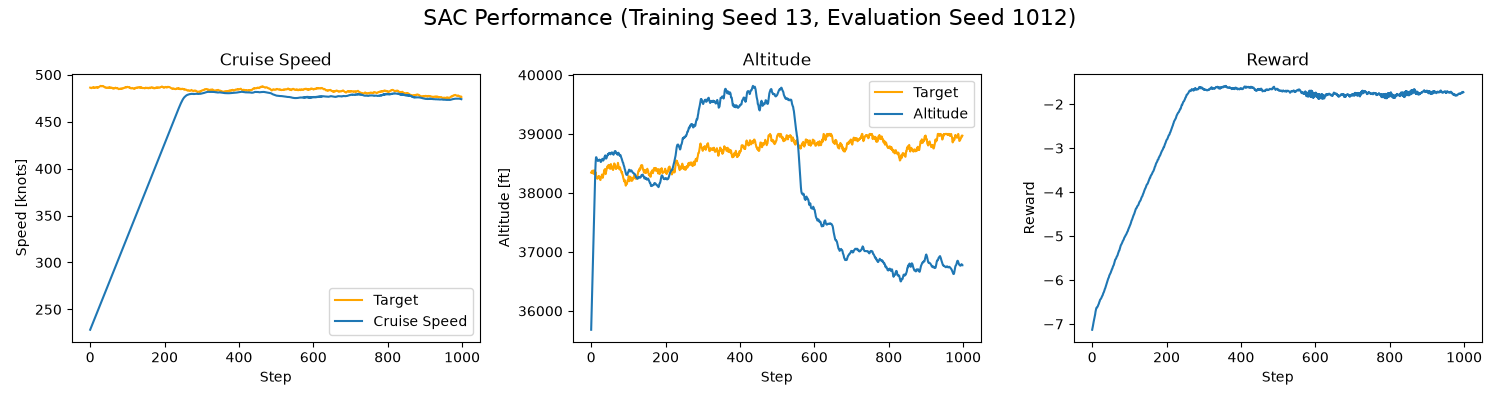 SAC Performance (Training Seed 13, Evaluation Seed 1012)
Cruise Speed
Speed [knots]
500
450
400
350
300
250
0 200 400 600 800 1000
Step
Target
Cruise Speed
Altitude
Altitude [ft]
40000
39000
38000
37000
36000
0 200 400 600 800 1000
Step
Target
Altitude
Reward
Reward
−2
−3
−4
−5
−6
−7
0 200 400 600 800 1000
Step